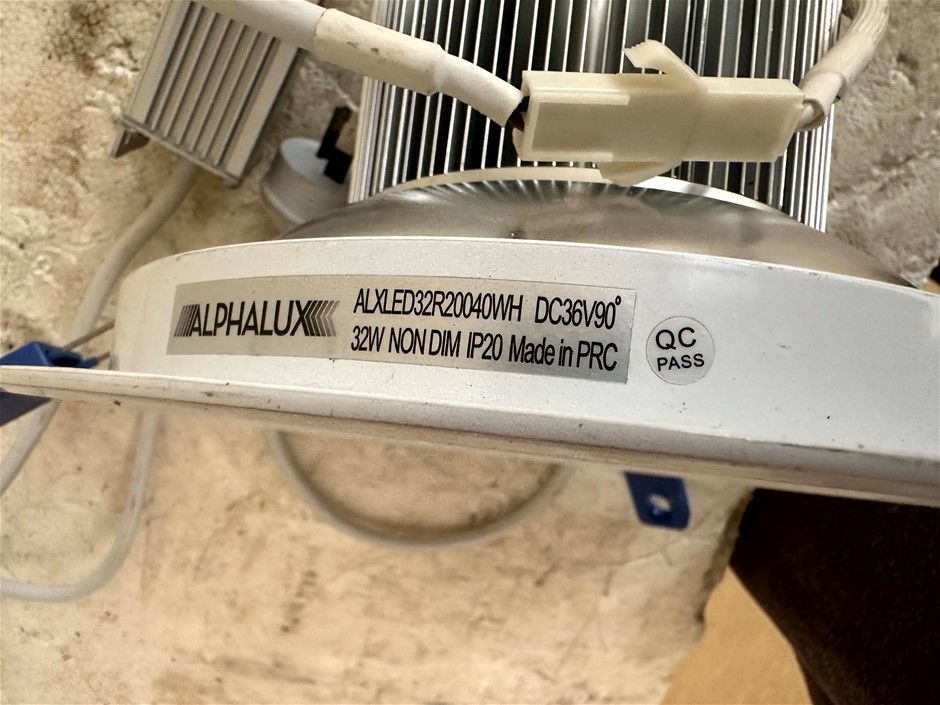 ALPHALUX
ALXLED32R20040WH DC36V90°
32W NON DIM IP20 Made in PRC
QC
PASS